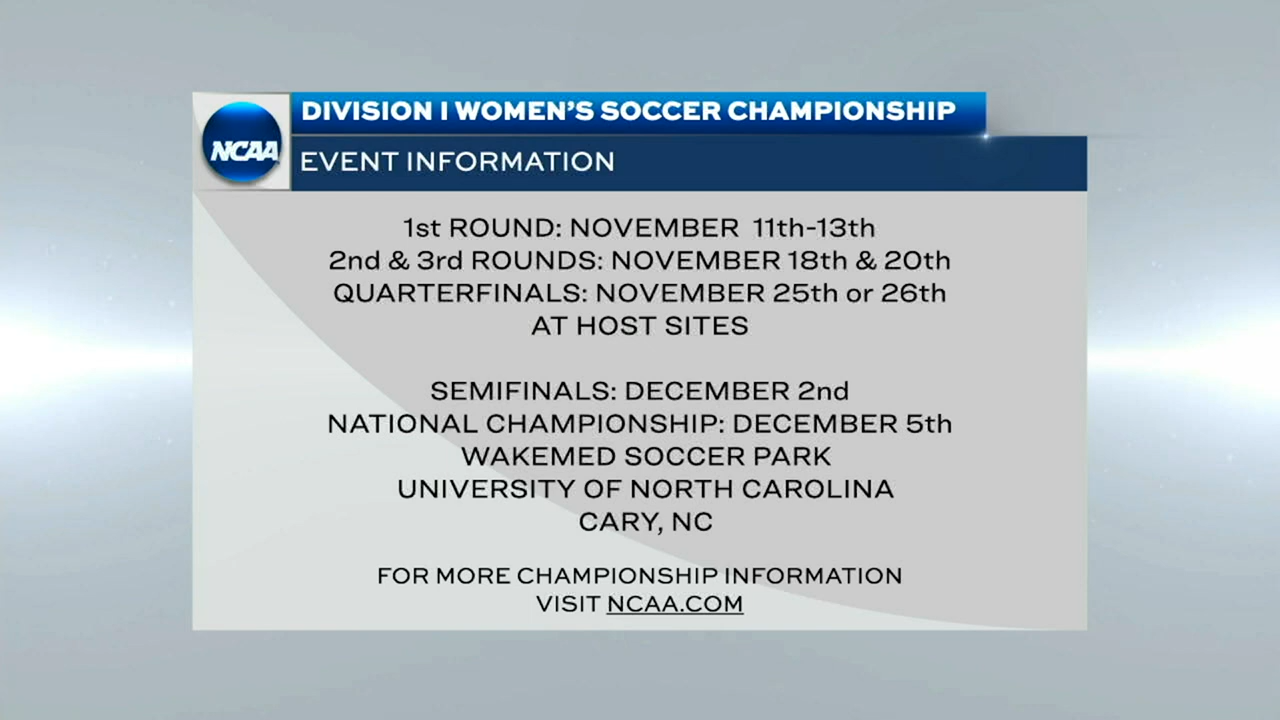 NCAA
DIVISION I WOMEN'S SOCCER CHAMPIONSHIP
EVENT INFORMATION
1st ROUND: NOVEMBER 11th-13th
2nd & 3rd ROUNDS: NOVEMBER 18th & 20th
QUARTERFINALS: NOVEMBER 25th or 26th
AT HOST SITES
SEMIFINALS: DECEMBER 2nd
NATIONAL CHAMPIONSHIP: DECEMBER 5th
WAKEMED SOCCER PARK
UNIVERSITY OF NORTH CAROLINA
CARY, NC
FOR MORE CHAMPIONSHIP INFORMATION
VISIT NCAA.COM